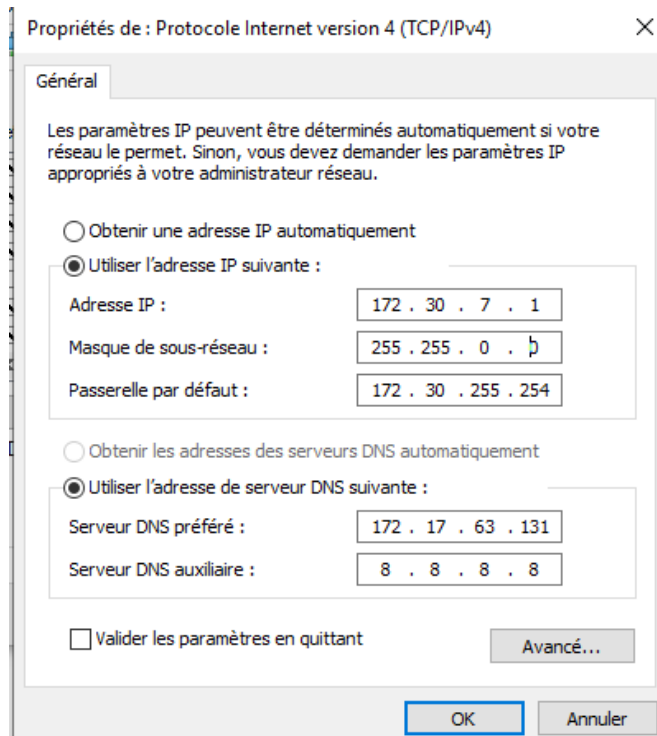 Propriétés de : Protocole Internet version 4 (TCP/IPv4)
Général
Les paramètres IP peuvent être déterminés automatiquement si votre
réseau le permet. Sinon, vous devez demander les paramètres IP
appropriés à votre administrateur réseau.
Obtenir une adresse IP automatiquement
Utiliser l'adresse IP suivante :
Adresse IP : 172 . 30 . 7 . 1
Masque de sous-réseau : 255 . 255 . 0 . 0
Passerelle par défaut : 172 . 30 . 255 . 254
Obtenir les adresses des serveurs DNS automatiquement
Utiliser l'adresse de serveur DNS suivante :
Serveur DNS préféré : 172 . 17 . 63 . 131
Serveur DNS auxiliaire : 8 . 8 . 8 . 8
Valider les paramètres en quittant
Avancé...
OK Annuler